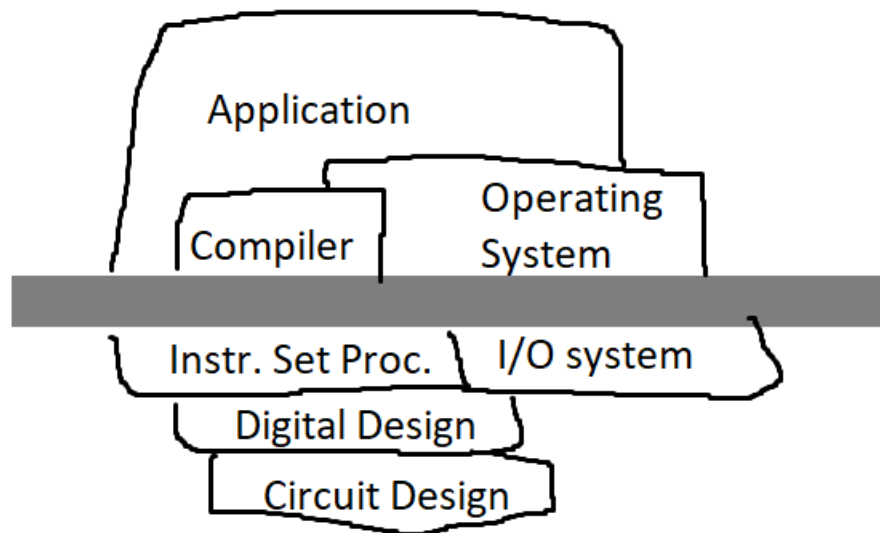 Application
Operating
System
Compiler
Instr. Set Proc.
I/O system
Digital Design
Circuit Design